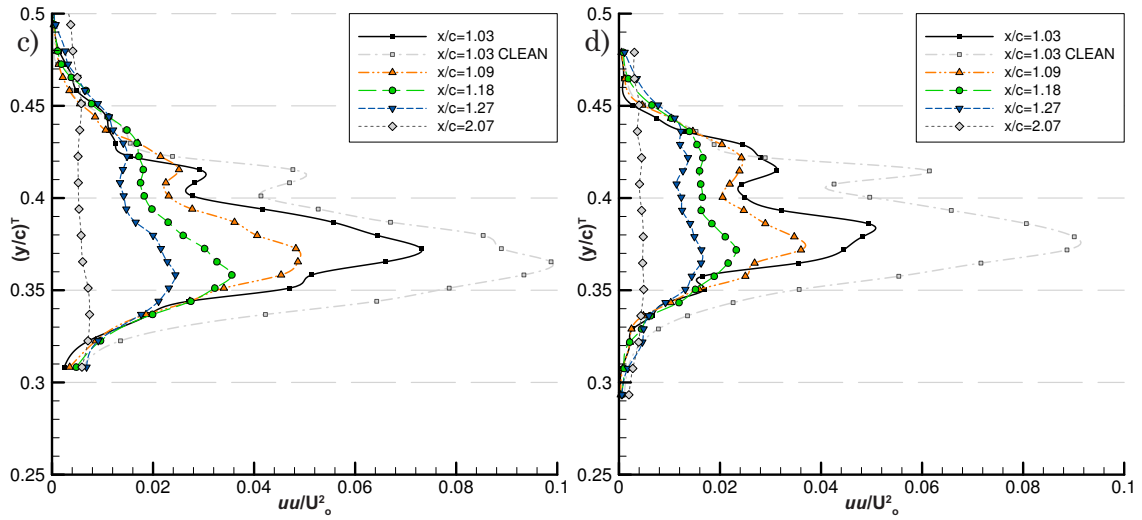 c)
0.5
0.45
0.4
0.35
0.3
0.25
(y/c)ᵀ
x/c=1.03
x/c=1.03 CLEAN
x/c=1.09
x/c=1.18
x/c=1.27
x/c=2.07
0 0.02 0.04 0.06 0.08 0.1
uu/U²ₒ
d)
0.5
0.45
0.4
0.35
0.3
0.25
(y/c)ᵀ
x/c=1.03
x/c=1.03 CLEAN
x/c=1.09
x/c=1.18
x/c=1.27
x/c=2.07
0 0.02 0.04 0.06 0.08 0.1
uu/U²ₒ